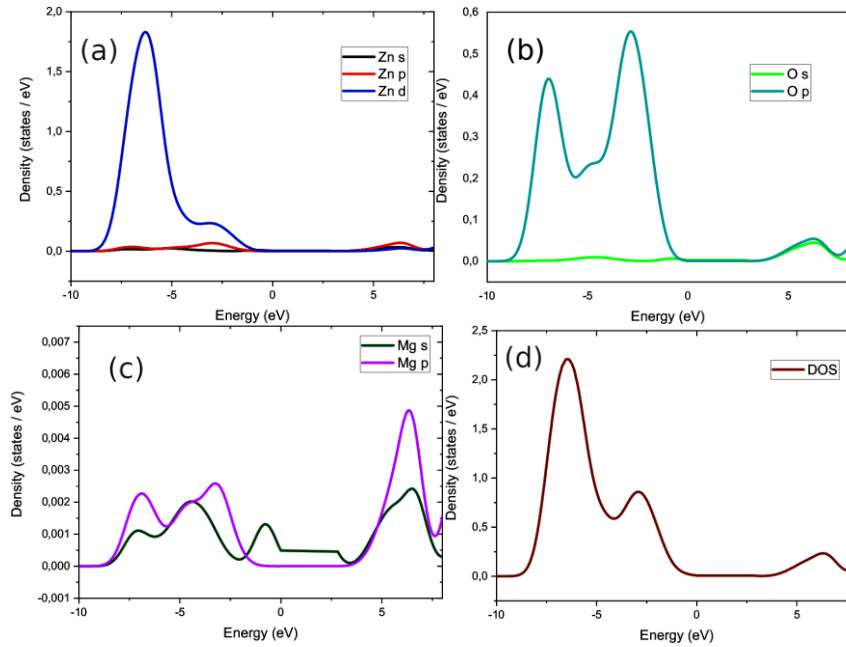 (a)
Zn s
Zn p
Zn d
2,0
1,5
1,0
0,5
0,0
Density (states / eV)
-10
-5
0
5
Energy (eV)
(b)
O s
O p
0,6
0,5
0,4
0,3
0,2
0,1
0,0
Density (states / eV)
-10
-5
0
5
Energy (eV)
(c)
Mg s
Mg p
0,007
0,006
0,005
0,004
0,003
0,002
0,001
0,000
-0,001
Density (states / eV)
-10
-5
0
5
Energy (eV)
(d)
DOS
2,5
2,0
1,5
1,0
0,5
0,0
Density (states / eV)
-10
-5
0
5
Energy (eV)